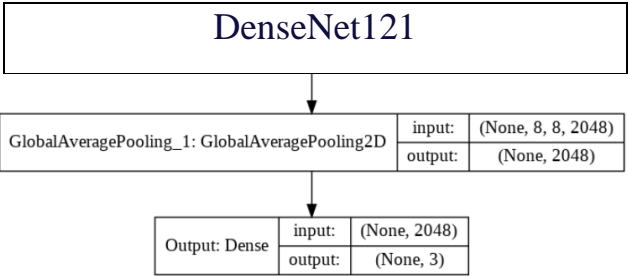 DenseNet121
GlobalAveragePooling_1: GlobalAveragePooling2D
input: (None, 8, 8, 2048)
output: (None, 2048)
Output: Dense
input: (None, 2048)
output: (None, 3)